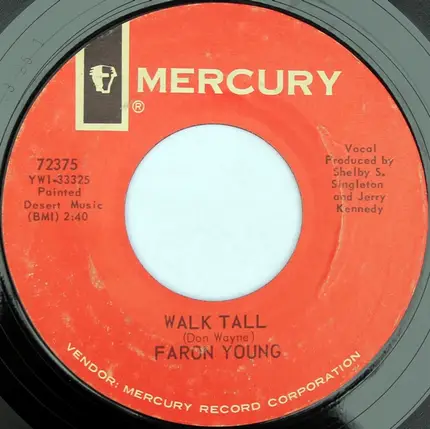 MERCURY
®
72375
YW1-33325
Painted
Desert Music
(BMI) 2:40
Vocal
Produced by
Shelby S.
Singleton
and Jerry
Kennedy
WALK TALL
(Don Wayne)
FARON YOUNG
VENDOR: MERCURY RECORD CORPORATION